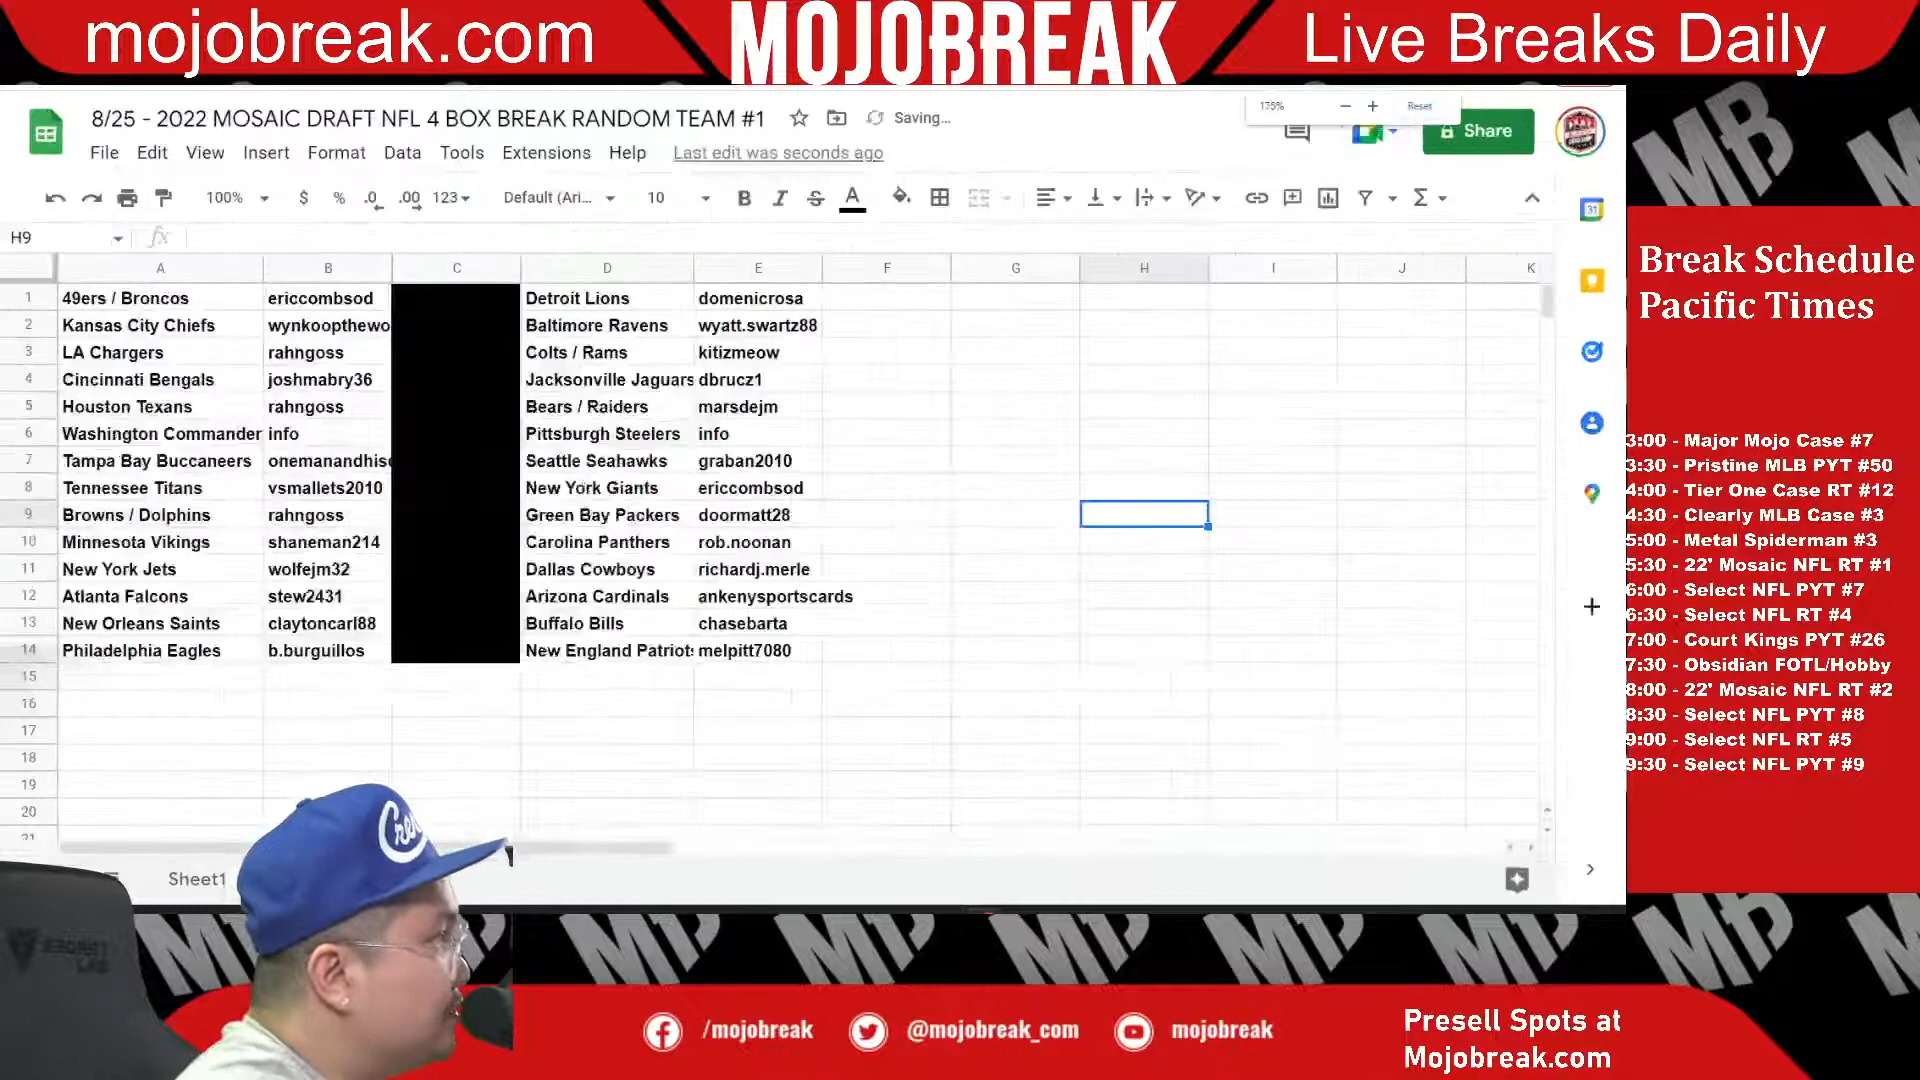 mojobreak.com
MOJOBREAK
Live Breaks Daily
8/25 - 2022 MOSAIC DRAFT NFL 4 BOX BREAK RANDOM TEAM #1
Saving...
175%
Reset
Share
File Edit View Insert Format Data Tools Extensions Help Last edit was seconds ago
100% $ % .0 .00 123 Default (Ari... 10 B I S A
H9
A B C D E F G H I J K
1 49ers / Broncos ericcombsod Detroit Lions domenicrosa
2 Kansas City Chiefs wynkoopthewo Baltimore Ravens wyatt.swartz88
3 LA Chargers rahngoss Colts / Rams kitizmeow
4 Cincinnati Bengals joshmabry36 Jacksonville Jaguars dbrucz1
5 Houston Texans rahngoss Bears / Raiders marsdejm
6 Washington Commander info Pittsburgh Steelers info
7 Tampa Bay Buccaneers onemanandhis Seattle Seahawks graban2010
8 Tennessee Titans vsmallets2010 New York Giants ericcombsod
9 Browns / Dolphins rahngoss Green Bay Packers doormatt28
10 Minnesota Vikings shaneman214 Carolina Panthers rob.noonan
11 New York Jets wolfejm32 Dallas Cowboys richardj.merle
12 Atlanta Falcons stew2431 Arizona Cardinals ankenysportscards
13 New Orleans Saints claytoncarl88 Buffalo Bills chasebarta
14 Philadelphia Eagles b.burguillos New England Patriots melpitt7080
15
16
17
18
19
20
21
Sheet1
Break Schedule
Pacific Times
3:00 - Major Mojo Case #7
3:30 - Pristine MLB PYT #50
4:00 - Tier One Case RT #12
4:30 - Clearly MLB Case #3
5:00 - Metal Spiderman #3
5:30 - 22' Mosaic NFL RT #1
6:00 - Select NFL PYT #7
6:30 - Select NFL RT #4
7:00 - Court Kings PYT #26
7:30 - Obsidian FOTL/Hobby
8:00 - 22' Mosaic NFL RT #2
8:30 - Select NFL PYT #8
9:00 - Select NFL RT #5
9:30 - Select NFL PYT #9
/mojobreak
@mojobreak_com
mojobreak
Presell Spots at
Mojobreak.com